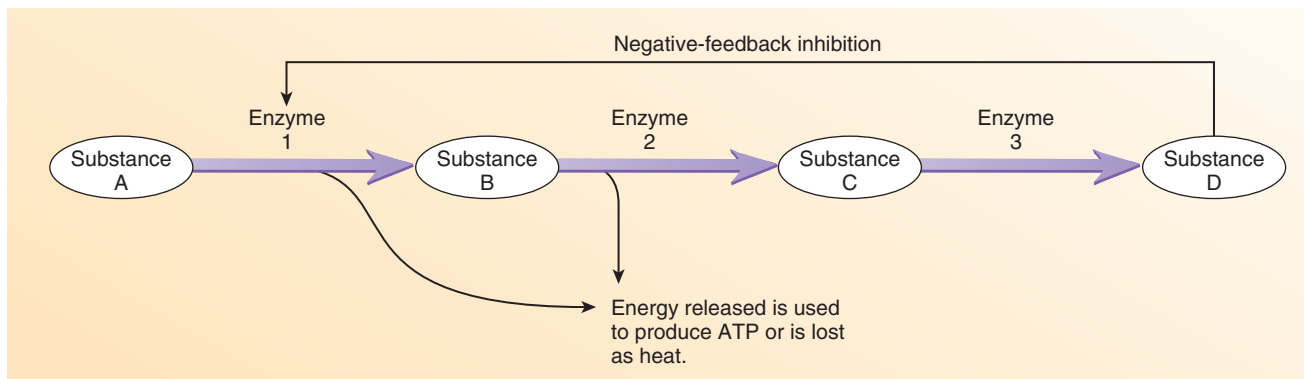 Negative-feedback inhibition
Enzyme
1
Enzyme
2
Enzyme
3
Substance
A
Substance
B
Substance
C
Substance
D
Energy released is used
to produce ATP or is lost
as heat.